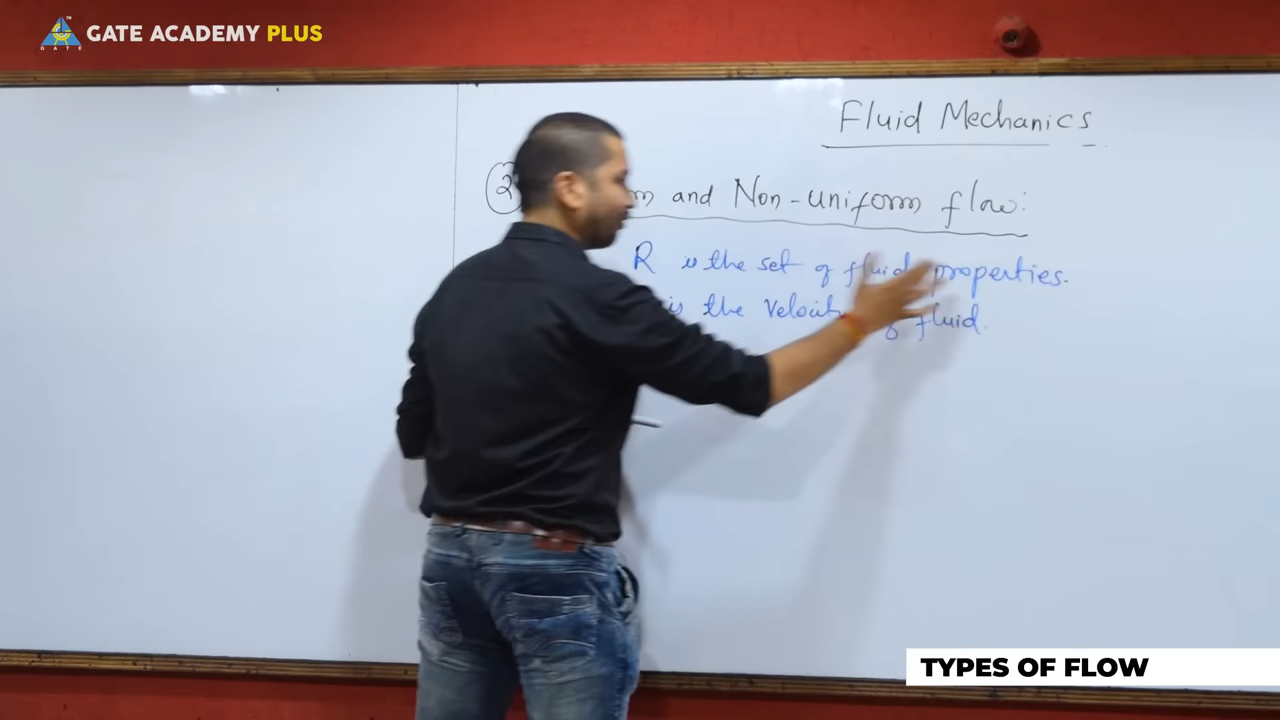 GATE ACADEMY PLUS
GATE
Fluid Mechanics
2 m and Non-uniform flow:
R is the set of fluid properties.
is the velocity of fluid.
TYPES OF FLOW